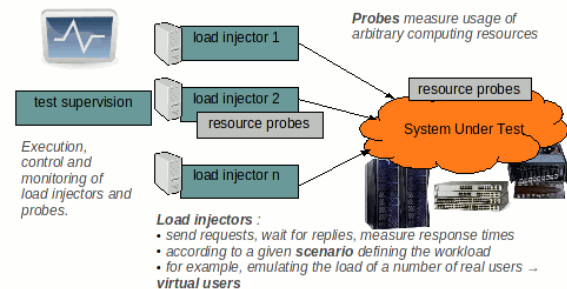 load injector 1
Probes measure usage of
arbitrary computing resources
resource probes
test supervision
load injector 2
resource probes
System Under Test
Execution,
control and
monitoring of
load injectors and
probes.
load injector n
Load injectors :
• send requests, wait for replies, measure response times
• according to a given scenario defining the workload
• for example, emulating the load of a number of real users →
virtual users